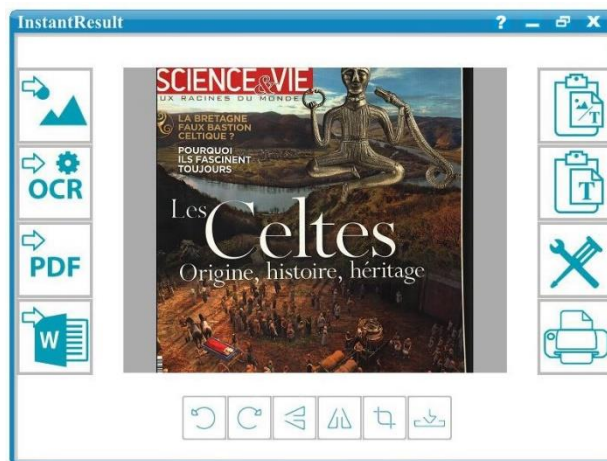 InstantResult
?
SCIENCE&VIE
UX RACINES DU MONDE
LA BRETAGNE
FAUX BASTION
CELTIQUE ?
POURQUOI
ILS FASCINENT
TOUJOURS
Les
Celtes
Origine, histoire, héritage
OCR
PDF
W
T
T